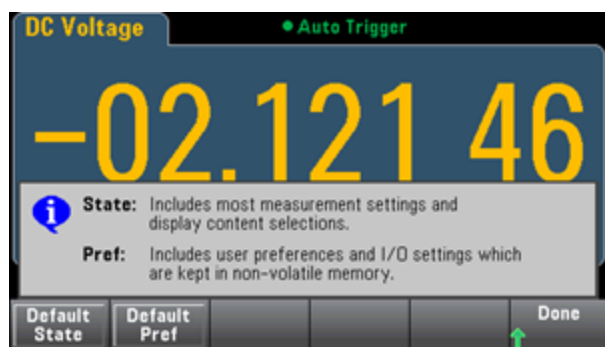 DC Voltage
Auto Trigger
-02.121 46
State: Includes most measurement settings and
display content selections.
Pref: Includes user preferences and I/O settings which
are kept in non-volatile memory.
Default State
Default Pref
Done